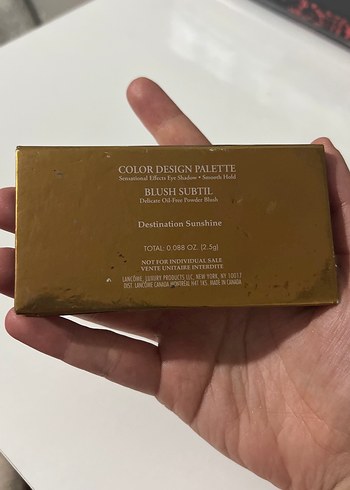 COLOR DESIGN PALETTE
Sensational Effects Eye Shadow • Smooth Hold
BLUSH SUBTIL
Delicate Oil-Free Powder Blush
Destination Sunshine
TOTAL: 0.088 OZ. (2.5g)
NOT FOR INDIVIDUAL SALE
VENTE UNITAIRE INTERDITE
LANCÔME, LUXURY PRODUCTS LLC, NEW YORK, NY 10017
DIST. LANCÔME CANADA MONTRÉAL H4T 1K5. MADE IN CANADA